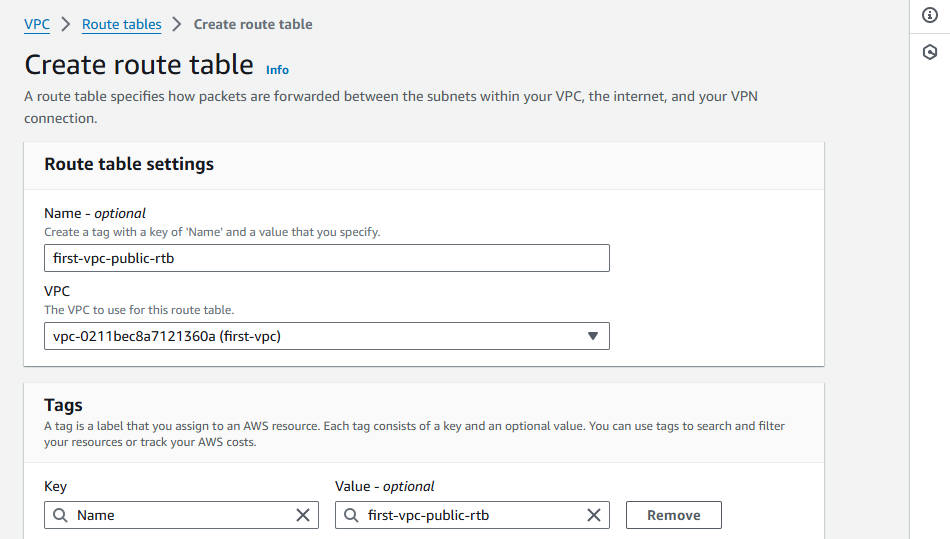 VPC > Route tables > Create route table
Create route table Info
A route table specifies how packets are forwarded between the subnets within your VPC, the internet, and your VPN
connection.
Route table settings
Name - optional
Create a tag with a key of 'Name' and a value that you specify.
first-vpc-public-rtb
VPC
The VPC to use for this route table.
vpc-0211bec8a7121360a (first-vpc)
Tags
A tag is a label that you assign to an AWS resource. Each tag consists of a key and an optional value. You can use tags to search and filter
your resources or track your AWS costs.
Key Value - optional
Name first-vpc-public-rtb Remove